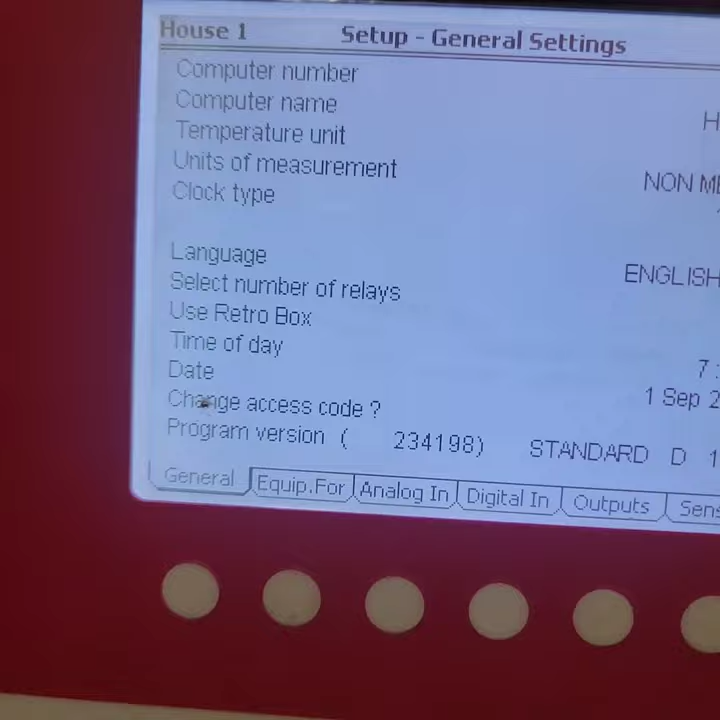 House 1 Setup - General Settings
Computer number
Computer name
Temperature unit
Units of measurement NON
Clock type
Language ENGLISH
Select number of relays
Use Retro Box
Time of day 7 :
Date 1 Sep
Change access code ?
Program version ( 234198) STANDARD D
General Equip.For Analog In Digital In Outputs